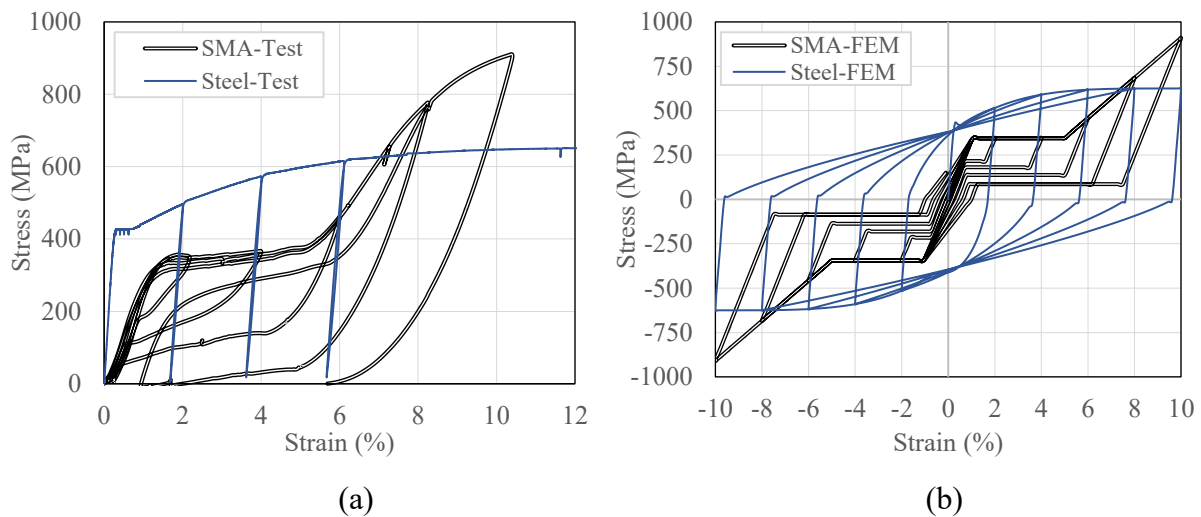 1000
800
600
400
200
0
Stress (MPa)
SMA-Test
Steel-Test
0 2 4 6 8 10 12
Strain (%)
(a)
1000
750
500
250
0
-250
-500
-750
-1000
Stress (MPa)
SMA-FEM
Steel-FEM
-10 -8 -6 -4 -2 0 2 4 6 8 10
Strain (%)
(b)